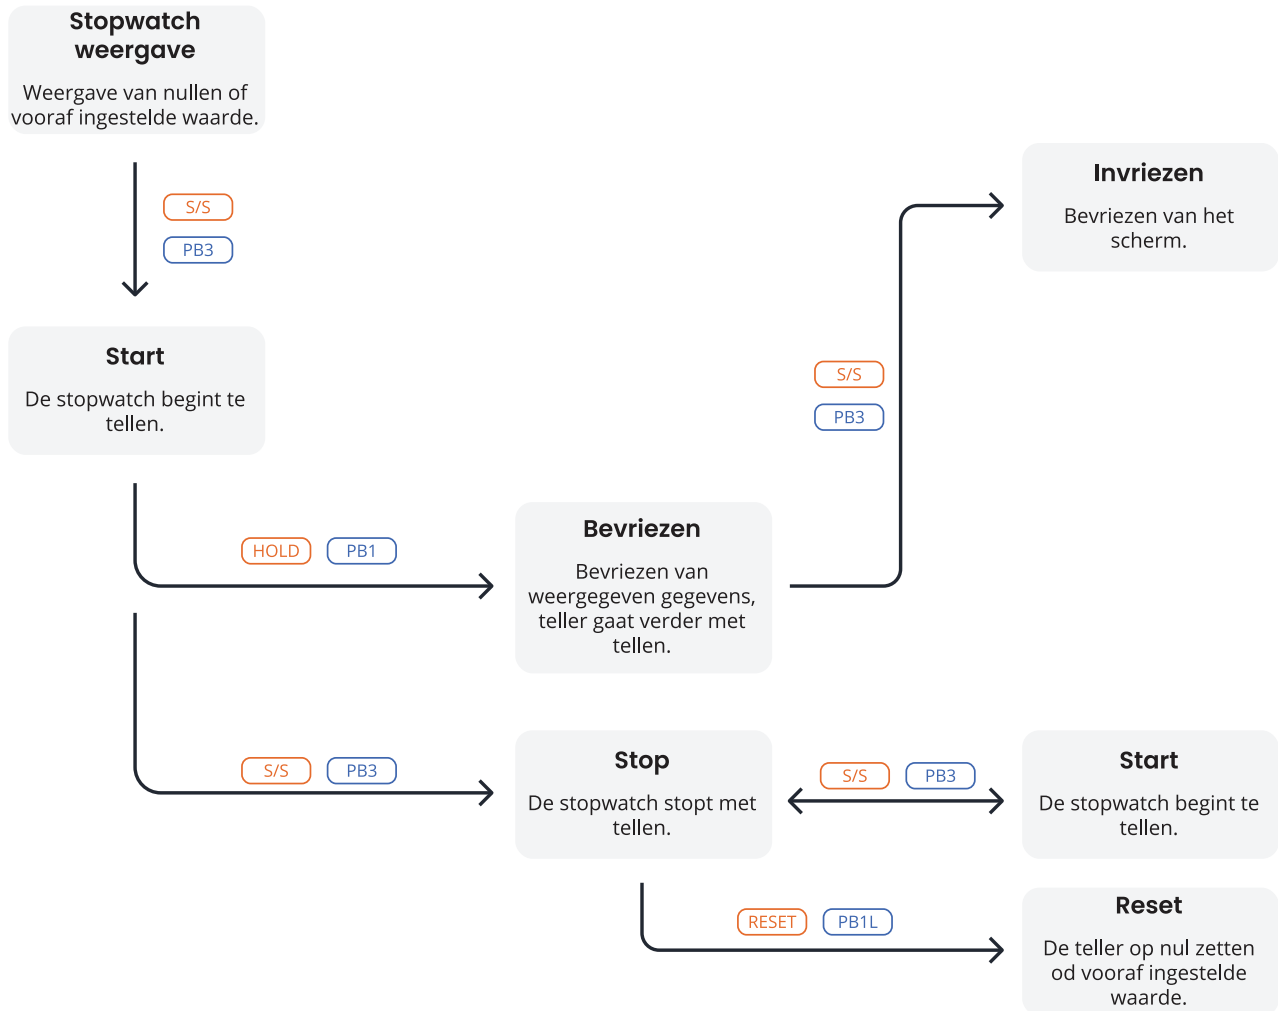 Stopwatch
weergave
Weergave van nullen of
vooraf ingestelde waarde.
S/S
PB3
Start
De stopwatch begint te
tellen.
HOLD PB1
Bevriezen
Bevriezen van
weergegeven gegevens,
teller gaat verder met
tellen.
S/S
PB3
Invriezen
Bevriezen van het
scherm.
S/S PB3
Stop
De stopwatch stopt met
tellen.
S/S PB3
Start
De stopwatch begint te
tellen.
RESET PB1L
Reset
De teller op nul zetten
od vooraf ingestelde
waarde.